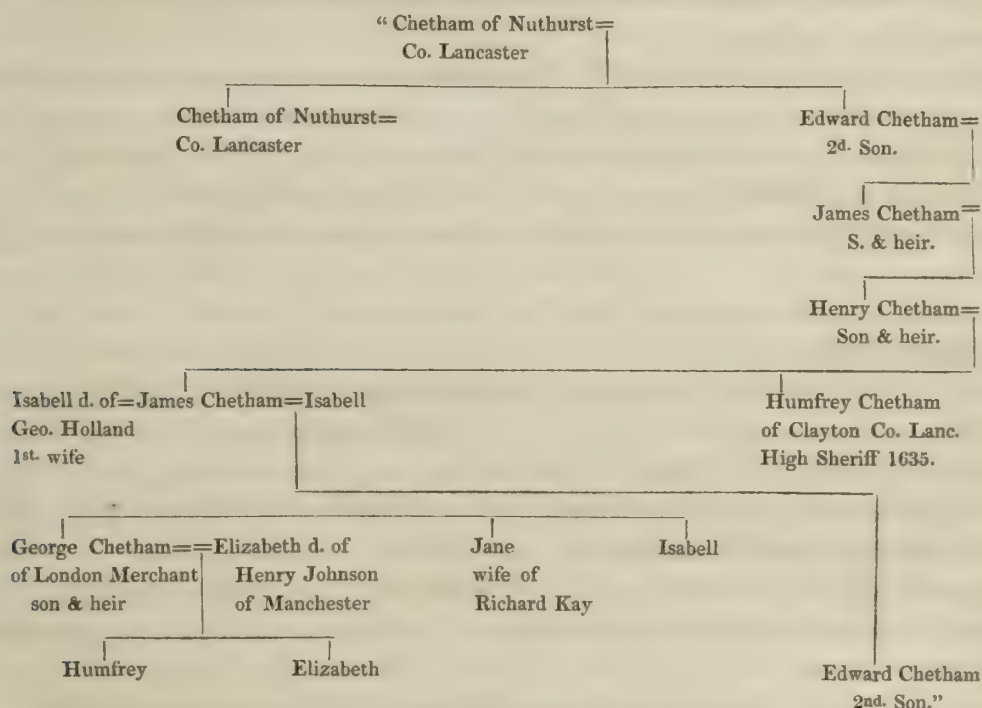 “ Chetham of Nuthurst=
Co. Lancaster
Chetham of Nuthurst=
Co. Lancaster
Edward Chetham=
2d. Son.
James Chetham=
S. & heir.
Henry Chetham=
Son & heir.
Isabell d. of=James Chetham=Isabell
Geo. Holland
1st. wife
Humfrey Chetham
of Clayton Co. Lanc.
High Sheriff 1635.
George Chetham==Elizabeth d. of
of London Merchant Henry Johnson
son & heir of Manchester
Jane
wife of
Richard Kay
Isabell
Humfrey
Elizabeth
Edward Chetham
2nd. Son.”